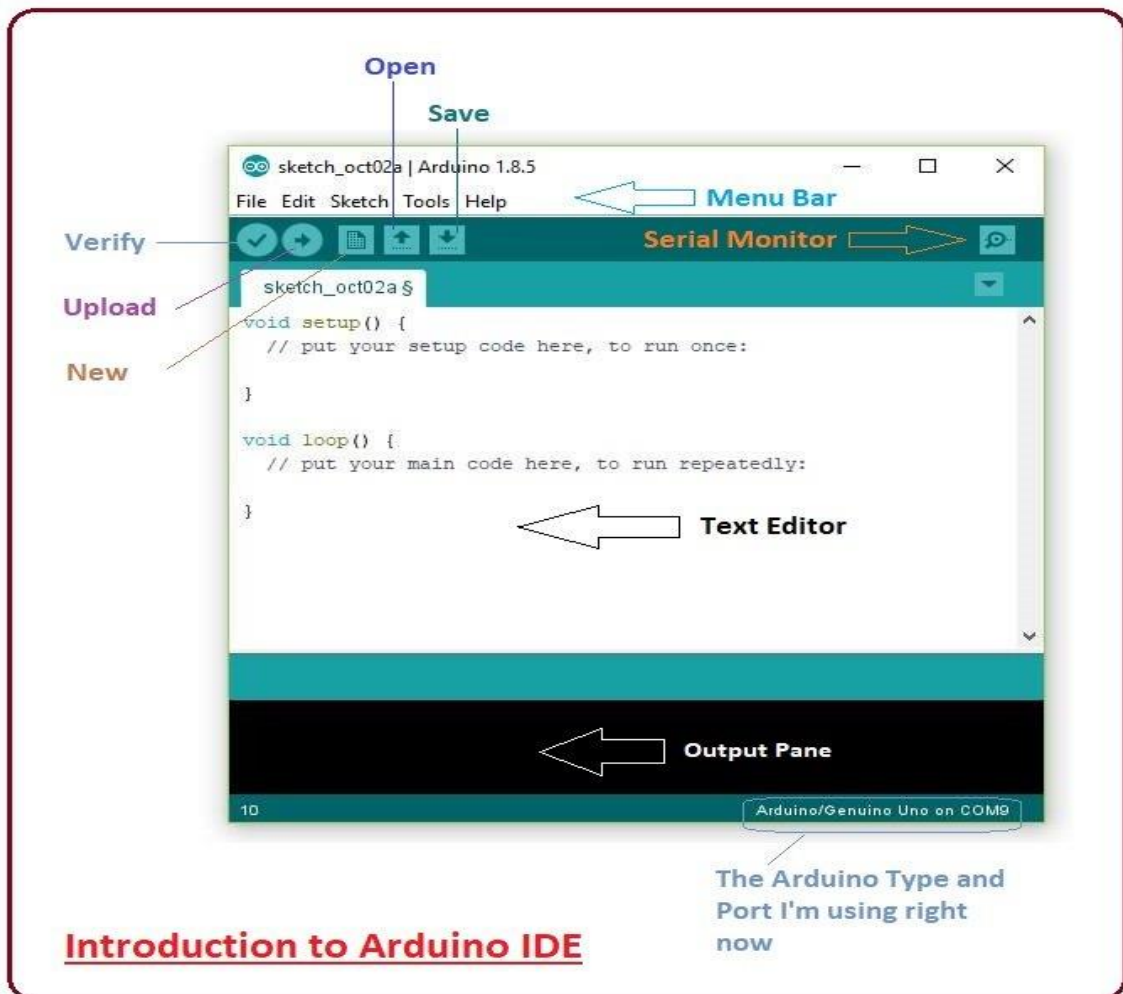 Open
Save
sketch_oct02a | Arduino 1.8.5
File Edit Sketch Tools Help
Menu Bar
Verify
Serial Monitor
sketch_oct02a §
Upload
void setup() {
// put your setup code here, to run once:
New
}
void loop() {
// put your main code here, to run repeatedly:
}
Text Editor
Output Pane
10
Arduino/Genuino Uno on COM9
The Arduino Type and
Port I'm using right
now
Introduction to Arduino IDE